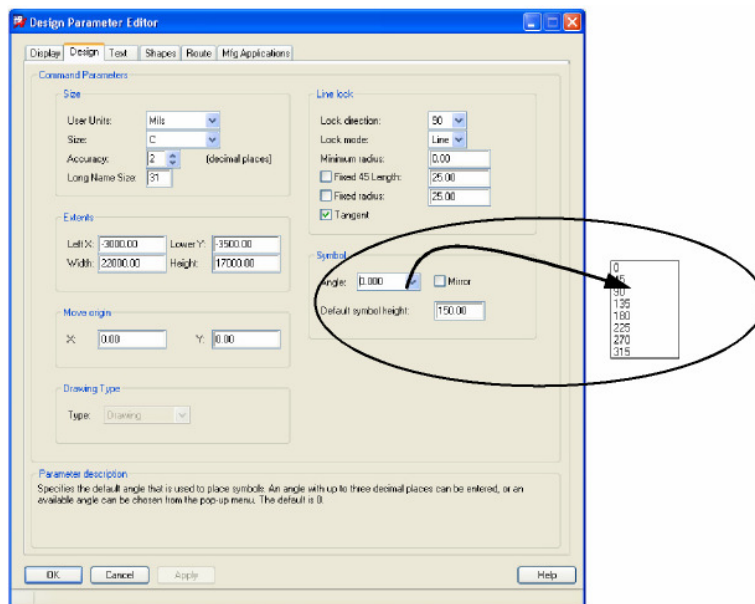 Design Parameter Editor
Display Design Text Shapes Route Mfg Applications
Command Parameters
Size
User Units: Mils
Size: C
Accuracy: 2 (decimal places)
Long Name Size: 31
Extents
Left X: -3000.00 Lower Y: -3500.00
Width: 22000.00 Height: 17000.00
Move origin
X: 0.00 Y: 0.00
Drawing Type
Type: Drawing
Line lock
Lock direction: 90
Lock mode: Line
Minimum radius: 0.00
Fixed 45 Length: 25.00
Fixed radius: 25.00
Tangent
Symbol
Angle: 0.000 Mirror
Default symbol height: 150.00
0
45
90
135
180
225
270
315
Parameter description
Specifies the default angle that is used to place symbols. An angle with up to three decimal places can be entered, or an
available angle can be chosen from the pop-up menu. The default is 0.
OK Cancel Apply Help